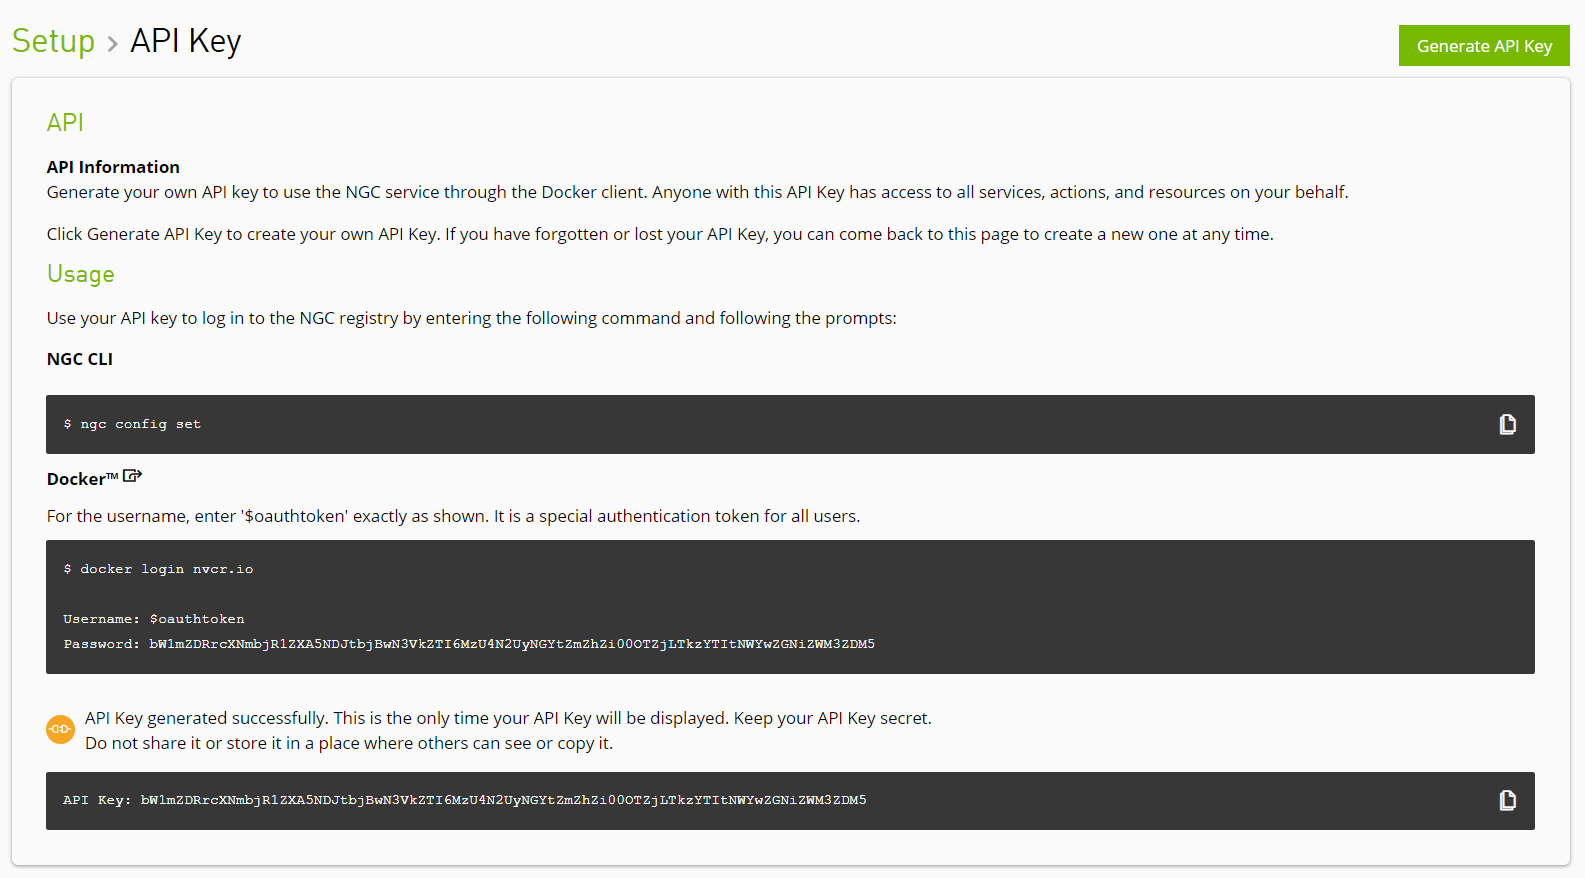 Setup > API Key
Generate API Key
API
API Information
Generate your own API key to use the NGC service through the Docker client. Anyone with this API Key has access to all services, actions, and resources on your behalf.
Click Generate API Key to create your own API Key. If you have forgotten or lost your API Key, you can come back to this page to create a new one at any time.
Usage
Use your API key to log in to the NGC registry by entering the following command and following the prompts:
NGC CLI
$ ngc config set
Docker™
For the username, enter '$oauthtoken' exactly as shown. It is a special authentication token for all users.
$ docker login nvcr.io
Username: $oauthtoken
Password: bW1mZDRrcXNmbjR1ZXA5NDJtbjBwN3VkZTI6MzU4N2UyNGYtZmZhZi00OTZjLTkzYTItNWYwZGNiZWM3ZDM5
API Key generated successfully. This is the only time your API Key will be displayed. Keep your API Key secret.
Do not share it or store it in a place where others can see or copy it.
API Key: bW1mZDRrcXNmbjR1ZXA5NDJtbjBwN3VkZTI6MzU4N2UyNGYtZmZhZi00OTZjLTkzYTItNWYwZGNiZWM3ZDM5